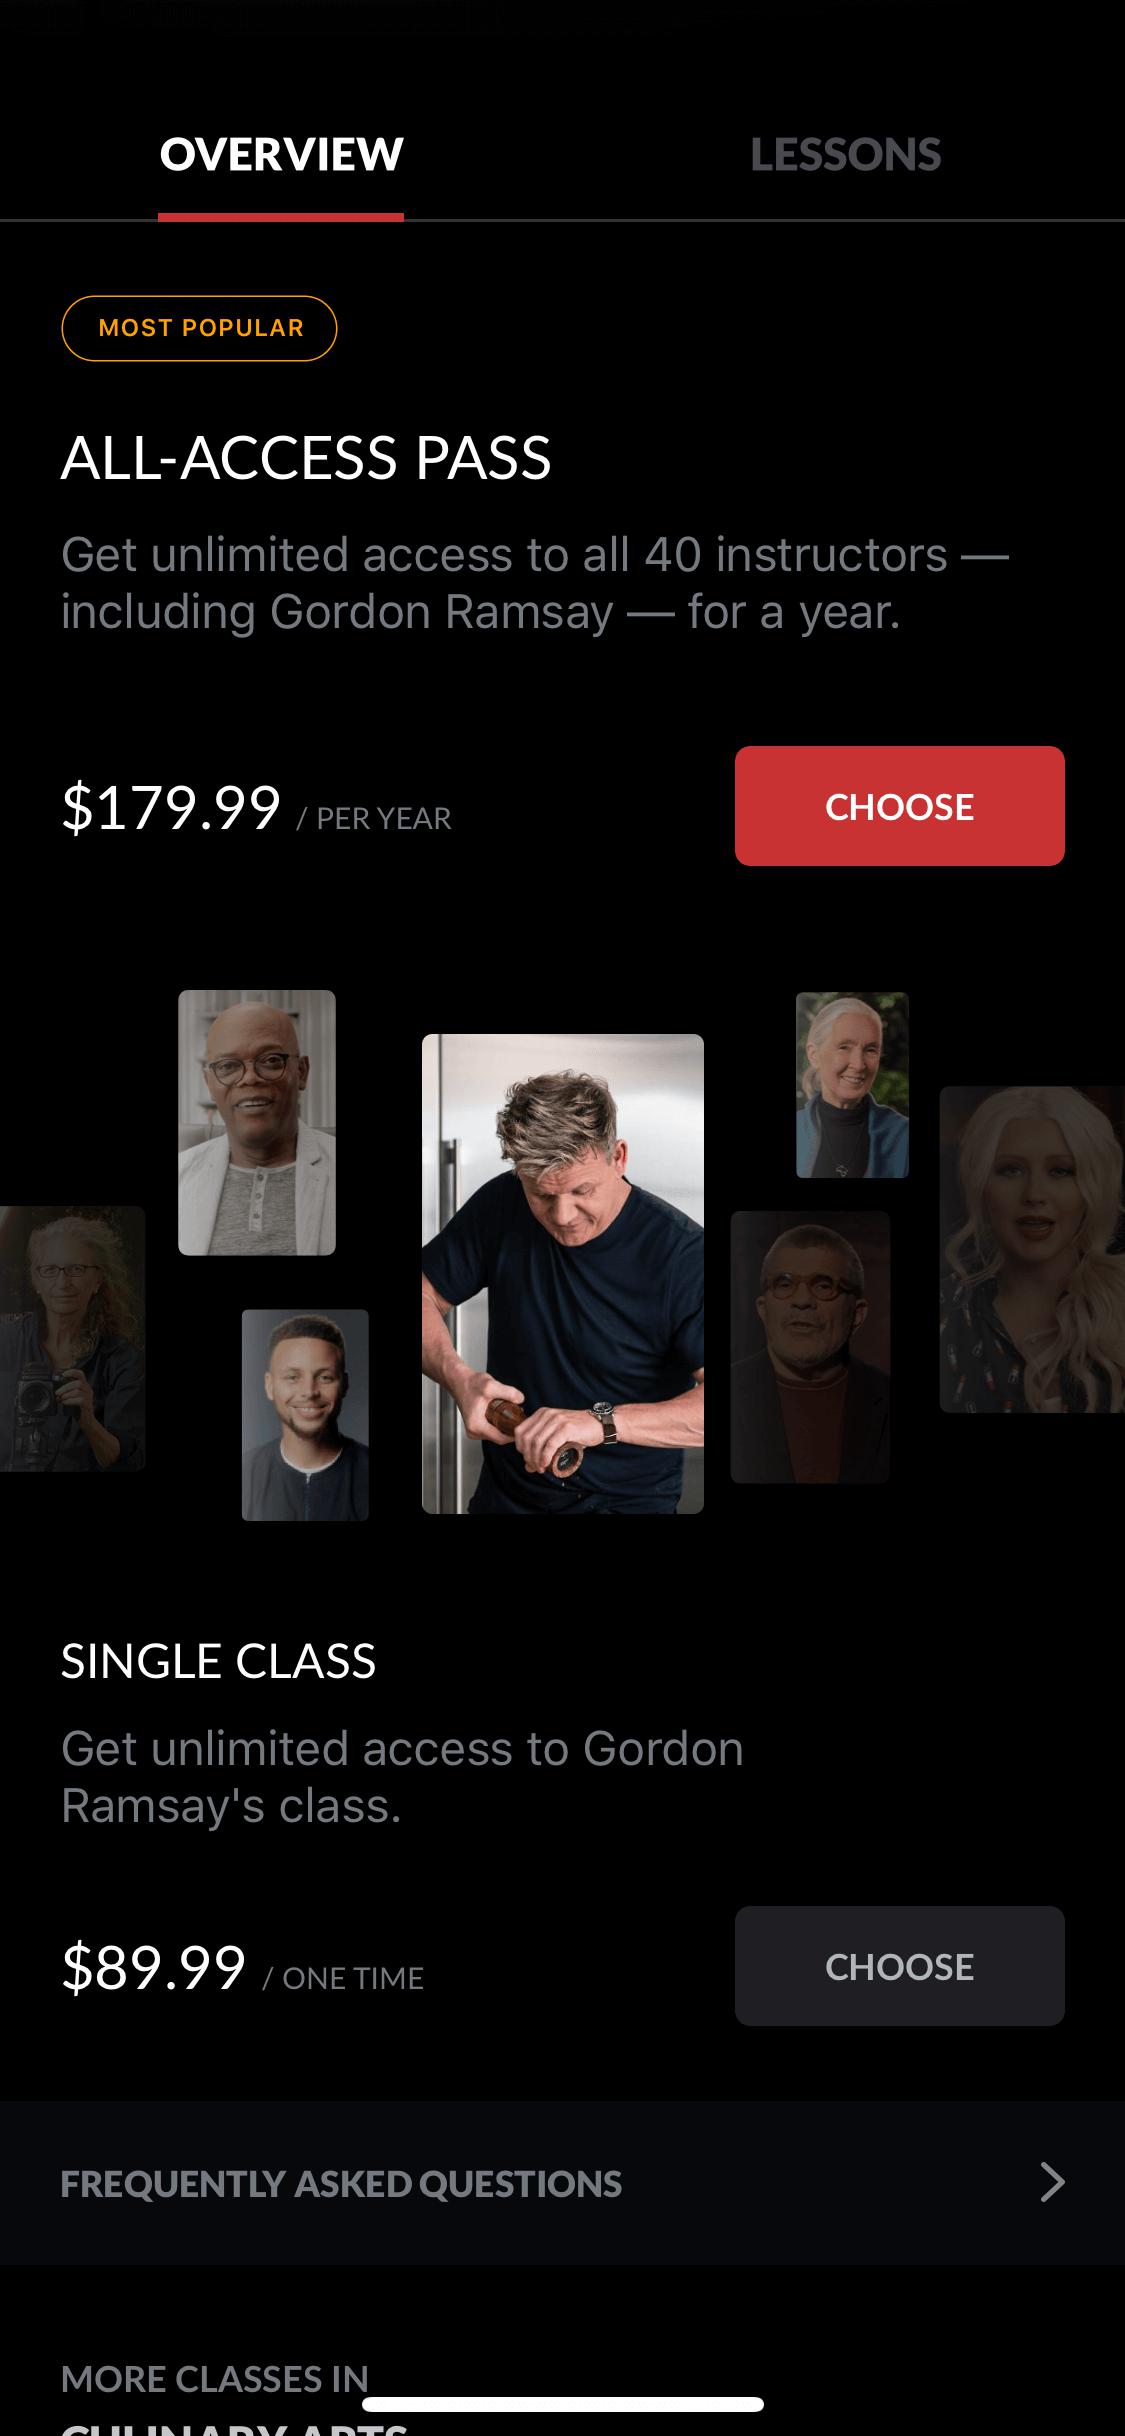 OVERVIEW
LESSONS
MOST POPULAR
ALL-ACCESS PASS
Get unlimited access to all 40 instructors —
including Gordon Ramsay — for a year.
$179.99 / PER YEAR
CHOOSE
SINGLE CLASS
Get unlimited access to Gordon
Ramsay's class.
$89.99 / ONE TIME
CHOOSE
FREQUENTLY ASKED QUESTIONS
MORE CLASSES IN
CULINARY ARTS